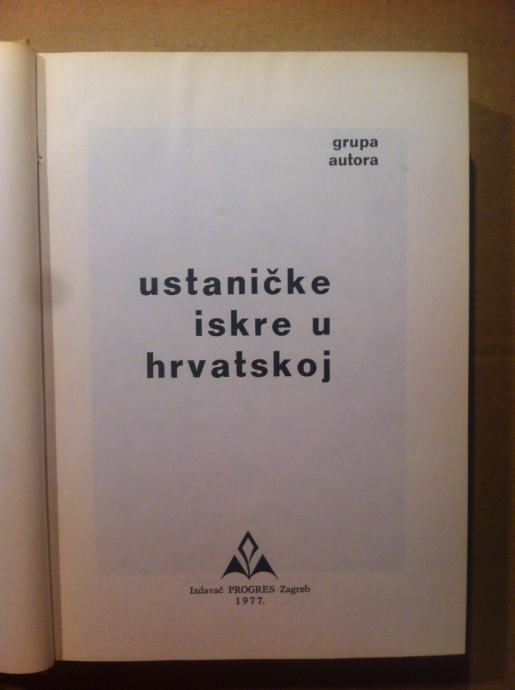 grupa
autora
ustaničke
iskre u
hrvatskoj
Izdavač PROGRES Zagreb
1977.